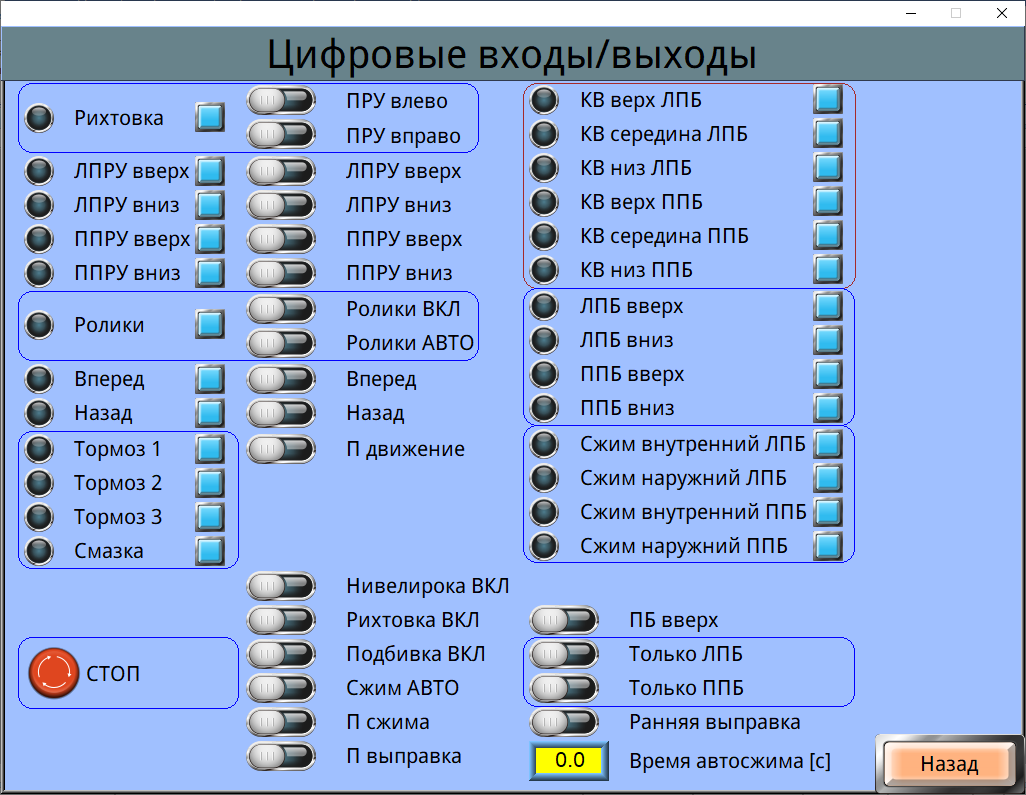 Цифровые входы/выходы
Рихтовка
ПРУ влево
ПРУ вправо
ЛПРУ вверх
ЛПРУ вверх
ЛПРУ вниз
ЛПРУ вниз
ППРУ вверх
ППРУ вверх
ППРУ вниз
ППРУ вниз
Ролики
Ролики ВКЛ
Ролики АВТО
Вперед
Вперед
Назад
Назад
Тормоз 1
П движение
Тормоз 2
Тормоз 3
Смазка
СТОП
Нивелирока ВКЛ
Рихтовка ВКЛ
Подбивка ВКЛ
Сжим АВТО
П сжима
П выправка
КВ верх ЛПБ
КВ середина ЛПБ
КВ низ ЛПБ
КВ верх ППБ
КВ середина ППБ
КВ низ ППБ
ЛПБ вверх
ЛПБ вниз
ППБ вверх
ППБ вниз
Сжим внутренний ЛПБ
Сжим наружний ЛПБ
Сжим внутренний ППБ
Сжим наружний ППБ
ПБ вверх
Только ЛПБ
Только ППБ
Ранняя выправка
0.0 Время автосжима [с]
Назад